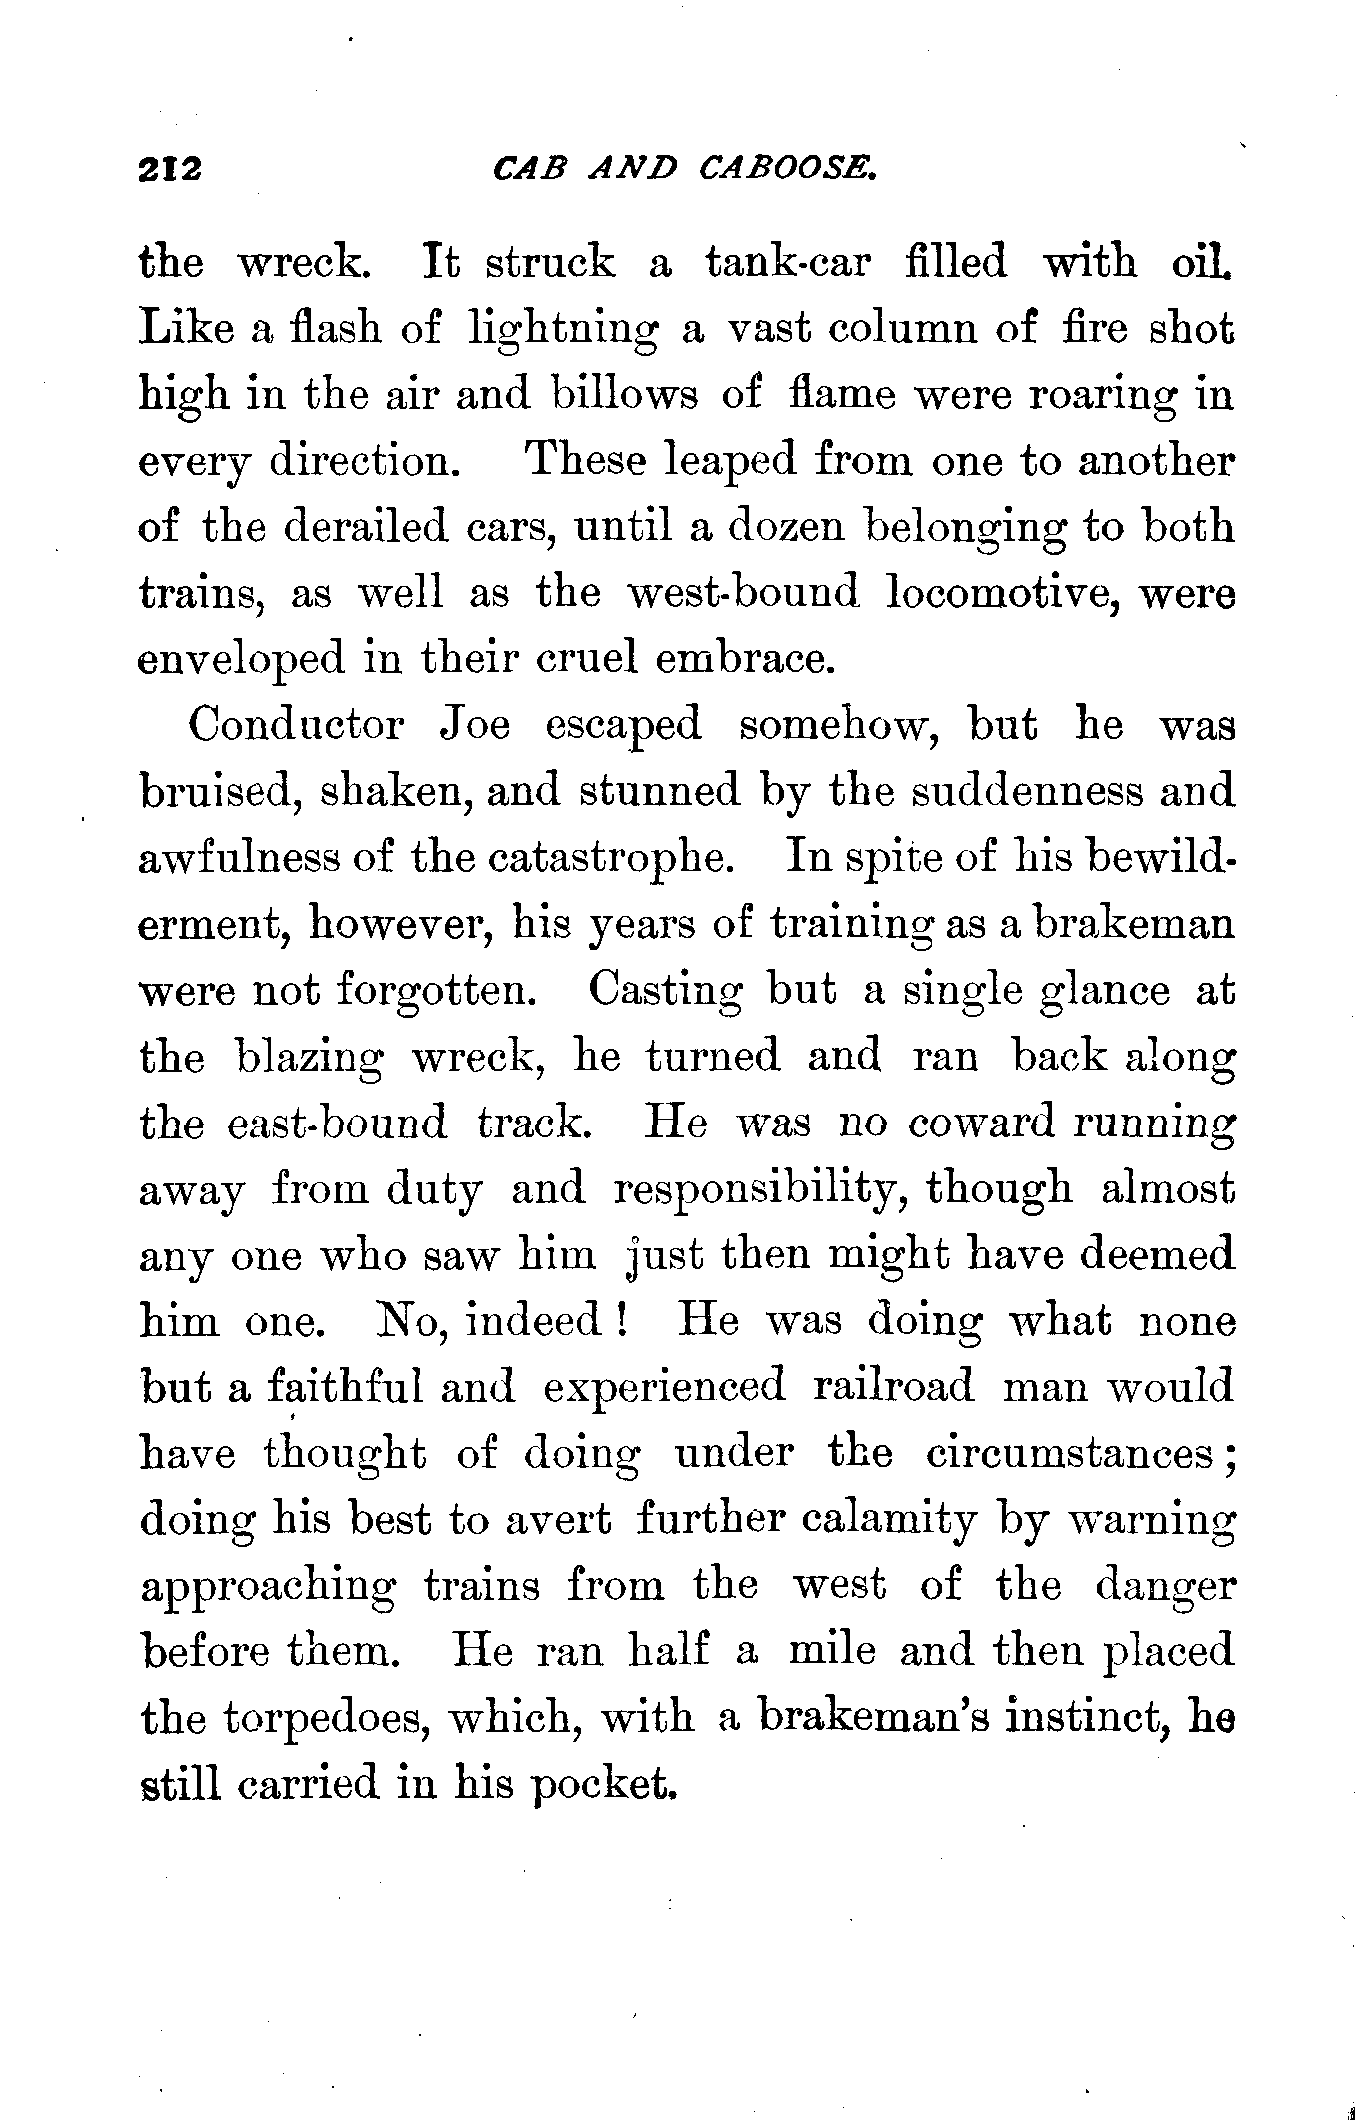 212 CAB AND CABOOSE.
the wreck. It struck a tank-car filled with oil.
Like a flash of lightning a vast column of fire shot
high in the air and billows of flame were roaring in
every direction. These leaped from one to another
of the derailed cars, until a dozen belonging to both
trains, as well as the west-bound locomotive, were
enveloped in their cruel embrace.
Conductor Joe escaped somehow, but he was
bruised, shaken, and stunned by the suddenness and
awfulness of the catastrophe. In spite of his bewild-
erment, however, his years of training as a brakeman
were not forgotten. Casting but a single glance at
the blazing wreck, he turned and ran back along
the east-bound track. He was no coward running
away from duty and responsibility, though almost
any one who saw him just then might have deemed
him one. No, indeed! He was doing what none
but a faithful and experienced railroad man would
have thought of doing under the circumstances;
doing his best to avert further calamity by warning
approaching trains from the west of the danger
before them. He ran half a mile and then placed
the torpedoes, which, with a brakeman's instinct, he
still carried in his pocket.